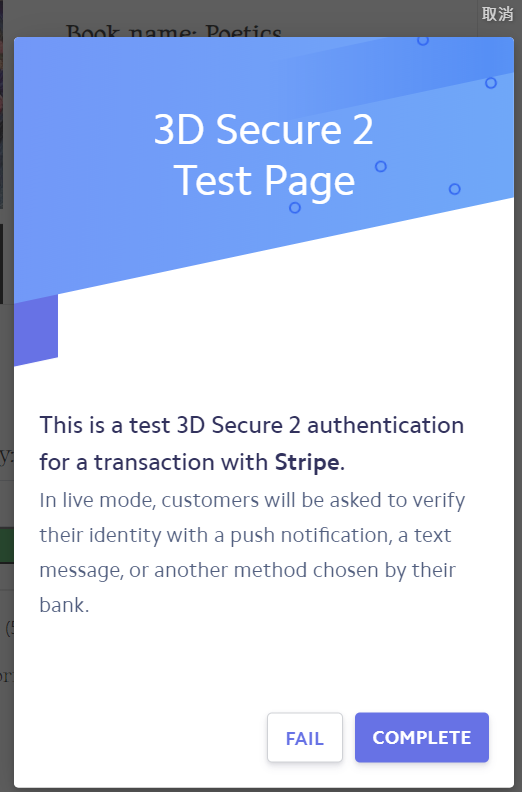 取消
Book name: Poetics
3D Secure 2
Test Page
This is a test 3D Secure 2 authentication
for a transaction with Stripe.
In live mode, customers will be asked to verify
their identity with a push notification, a text
message, or another method chosen by their
bank.
FAIL
COMPLETE